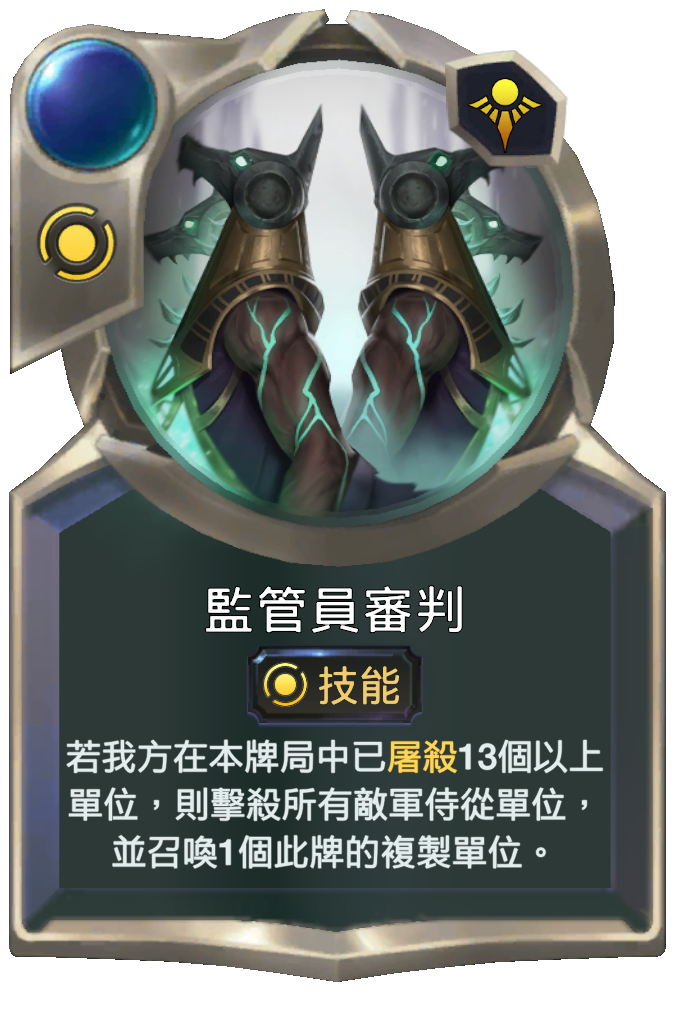 監管員審判
技能
若我方在本牌局中已屠殺13個以上
單位，則擊殺所有敵軍侍從單位，
並召喚1個此牌的複製單位。